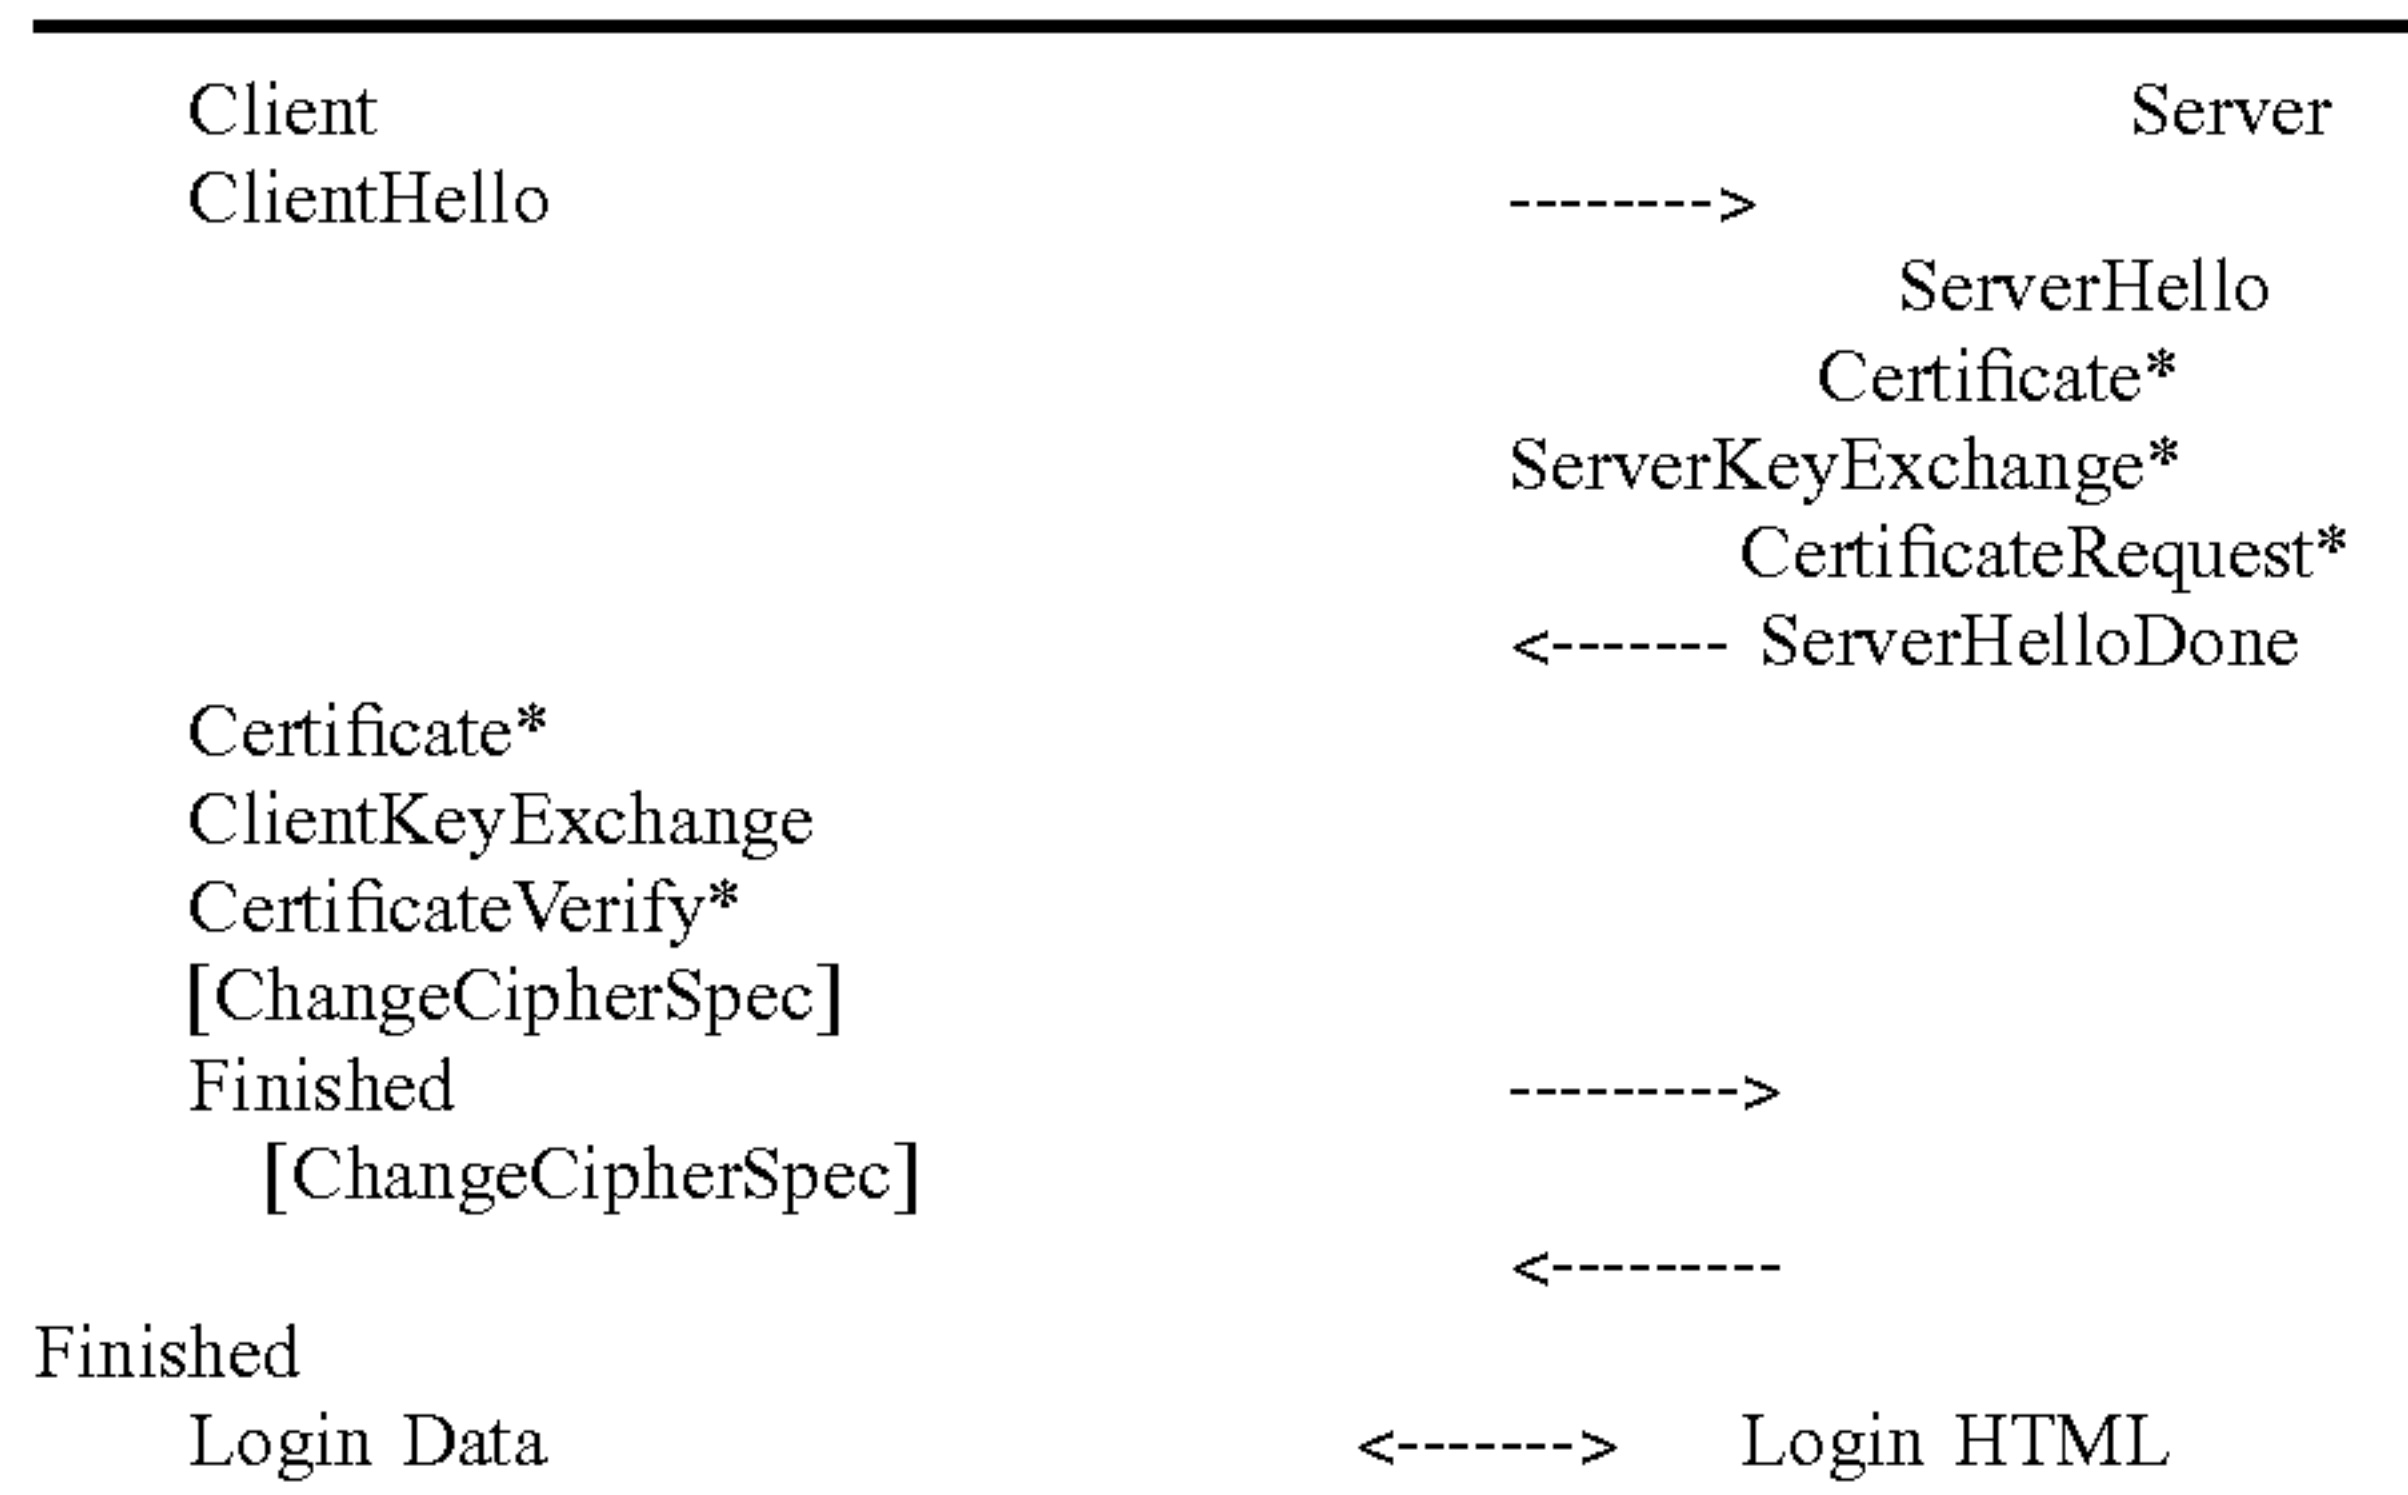 Client Server
ClientHello -------->
ServerHello
Certificate*
ServerKeyExchange*
CertificateRequest*
<------- ServerHelloDone
Certificate*
ClientKeyExchange
CertificateVerify*
[ChangeCipherSpec]
Finished --------->
[ChangeCipherSpec]
<---------
Finished
Login Data <-------> Login HTML